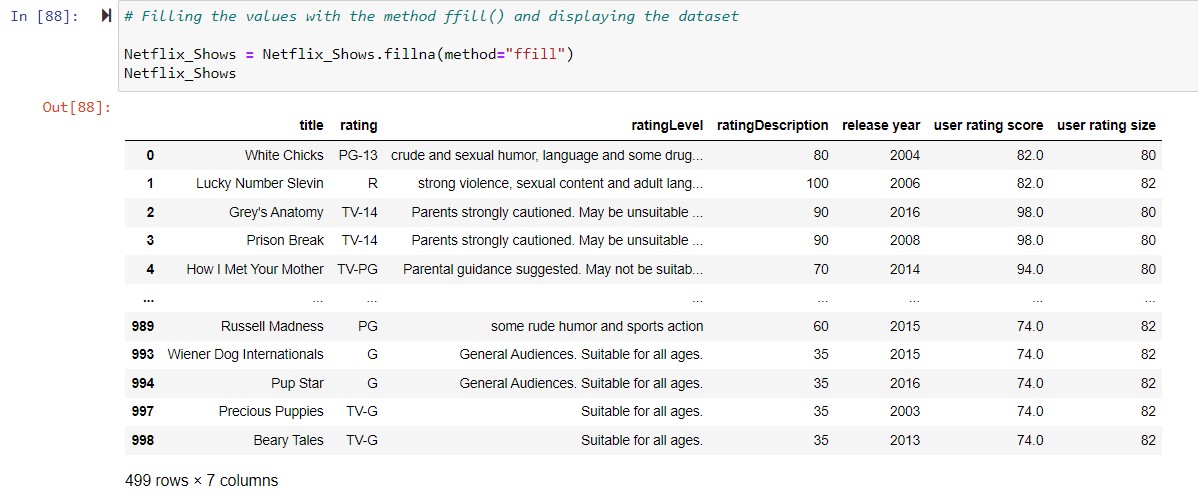 In [88]: # Filling the values with the method ffill() and displaying the dataset
Netflix_Shows = Netflix_Shows.fillna(method="ffill")
Netflix_Shows
Out[88]:
title rating ratingLevel ratingDescription release year user rating score user rating size
0 White Chicks PG-13 crude and sexual humor, language and some drug... 80 2004 82.0 80
1 Lucky Number Slevin R strong violence, sexual content and adult lang... 100 2006 82.0 82
2 Grey's Anatomy TV-14 Parents strongly cautioned. May be unsuitable ... 90 2016 98.0 80
3 Prison Break TV-14 Parents strongly cautioned. May be unsuitable ... 90 2008 98.0 80
4 How I Met Your Mother TV-PG Parental guidance suggested. May not be suitab... 70 2014 94.0 80
... ... ... ... ... ... ... ...
989 Russell Madness PG some rude humor and sports action 60 2015 74.0 82
993 Wiener Dog Internationals G General Audiences. Suitable for all ages. 35 2015 74.0 82
994 Pup Star G General Audiences. Suitable for all ages. 35 2016 74.0 82
997 Precious Puppies TV-G Suitable for all ages. 35 2003 74.0 82
998 Beary Tales TV-G Suitable for all ages. 35 2013 74.0 82
499 rows × 7 columns